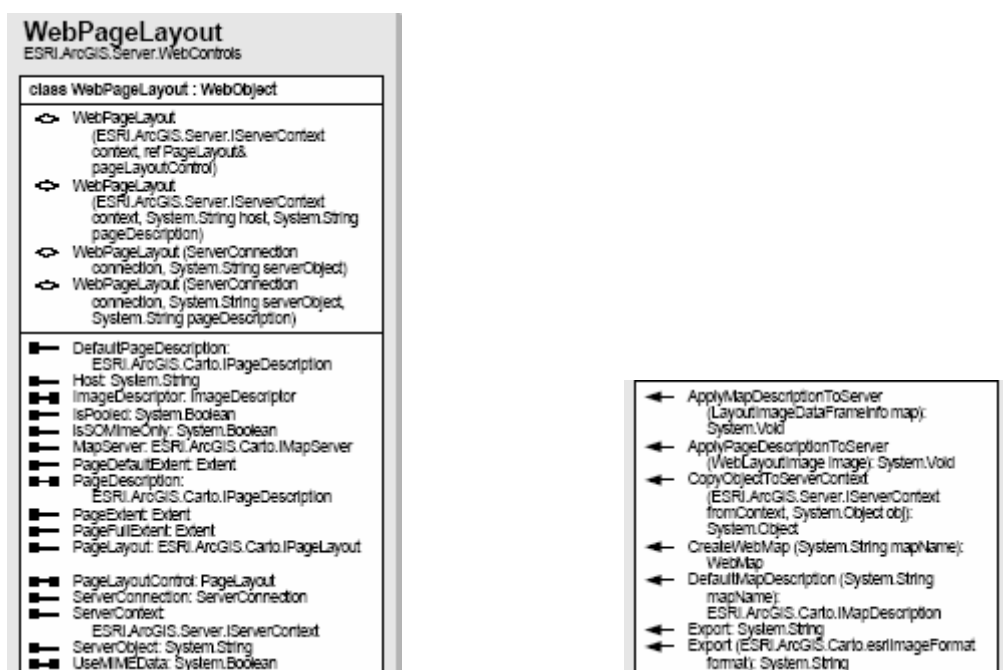 WebPageLayout
ESRI.ArcGIS.Server.WebControls
class WebPageLayout : WebObject
WebPageLayout
(ESRI.ArcGIS.Server.IServerContext
context, ref PageLayout&
pageLayoutControl)
WebPageLayout
(ESRI.ArcGIS.Server.IServerContext
context, System.String host, System.String
pageDescription)
WebPageLayout (ServerConnection
connection, System.String serverObject)
WebPageLayout (ServerConnection
connection, System.String serverObject,
System.String pageDescription)
DefaultPageDescription:
ESRI.ArcGIS.Carto.IPageDescription
Host: System.String
ImageDescriptor: ImageDescriptor
IsPooled: System.Boolean
IsSOMimeOnly: System.Boolean
MapServer: ESRI.ArcGIS.Carto.IMapServer
PageDefaultExtent: Extent
PageDescription:
ESRI.ArcGIS.Carto.IPageDescription
PageExtent: Extent
PageFullExtent: Extent
PageLayout: ESRI.ArcGIS.Carto.IPageLayout
PageLayoutControl: PageLayout
ServerConnection: ServerConnection
ServerContext:
ESRI.ArcGIS.Server.IServerContext
ServerObject: System.String
UseMIMEData: System.Boolean
ApplyMapDescriptionToServer
(LayoutImageDataFrameInfo map):
System.Void
ApplyPageDescriptionToServer
(WebLayoutImage image): System.Void
CopyObjectToServerContext
(ESRI.ArcGIS.Server.IServerContext
fromContext, System.Object obj):
System.Object
CreateWebMap (System.String mapName):
WebMap
DefaultMapDescription (System.String
mapName):
ESRI.ArcGIS.Carto.IMapDescription
Export: System.String
Export (ESRI.ArcGIS.Carto.esriImageFormat
format): System.String